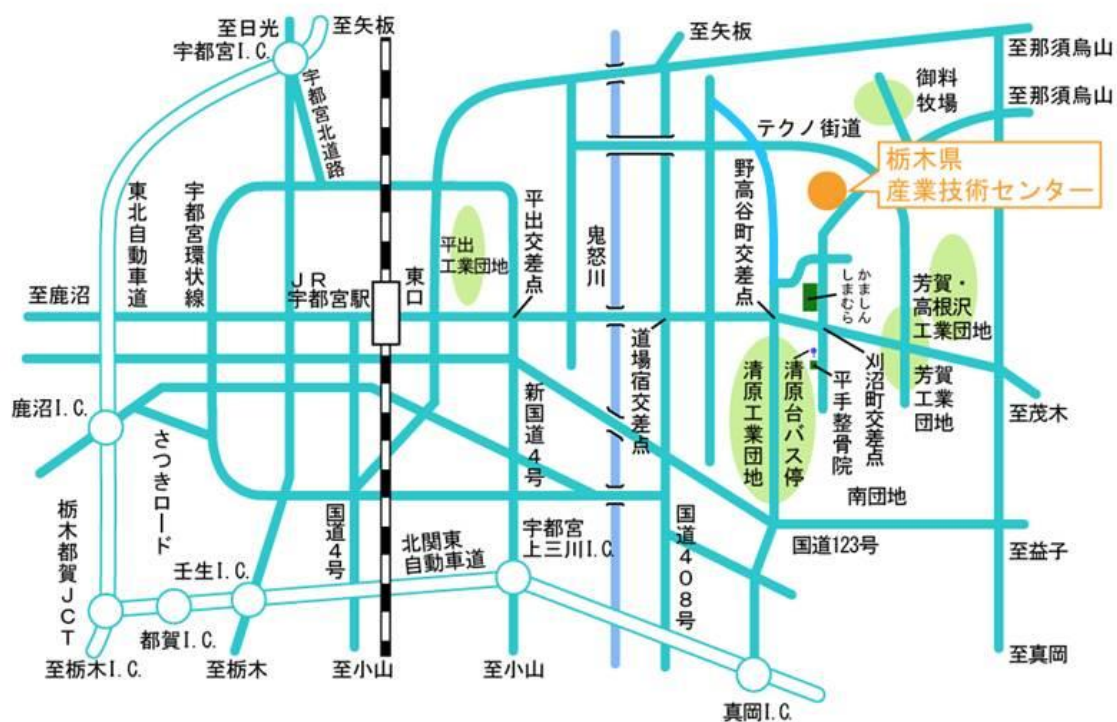 至日光
至矢板
宇都宮I.C.
宇都宮北道路
東北自動車道
宇都宮環状線
至鹿沼
JR
宇都宮駅
東口
平出
工業団地
平出交差点
鬼怒川
至矢板
至那須烏山
御料
牧場
至那須烏山
テクノ街道
栃木県
産業技術センター
野高谷町交差点
かましん
しまむら
芳賀・
高根沢
工業団地
道場宿交差点
清原工業団地
清原台バス停
平手整骨院
刈沼町交差点
芳賀
工業
団地
至茂木
鹿沼I.C.
さつきロード
新国道4号
南団地
栃木都賀JCT
国道4号
北関東
自動車道
宇都宮
上三川I.C.
国道408号
国道123号
至益子
壬生I.C.
都賀I.C.
至栃木I.C.
至栃木
至小山
至小山
至真岡
真岡I.C.